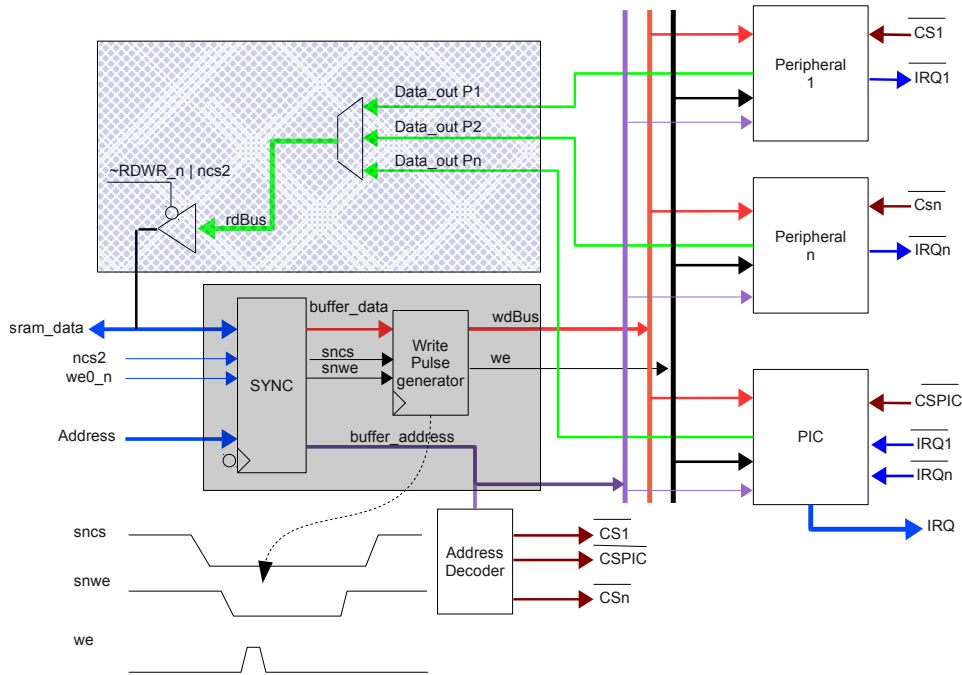 CS1
Peripheral
1
IRQ1
Data_out P1
Data_out P2
Data_out Pn
~RDWR_n | ncs2
rdBus
Csn
Peripheral
n
IRQn
buffer_data
wdBus
sram_data
ncs2
we0_n
sncs
snwe
SYNC
Write
Pulse
generator
we
CSPIC
Address
buffer_address
PIC
IRQ1
IRQn
IRQ
sncs
snwe
we
Address
Decoder
CS1
CSPIC
CSn